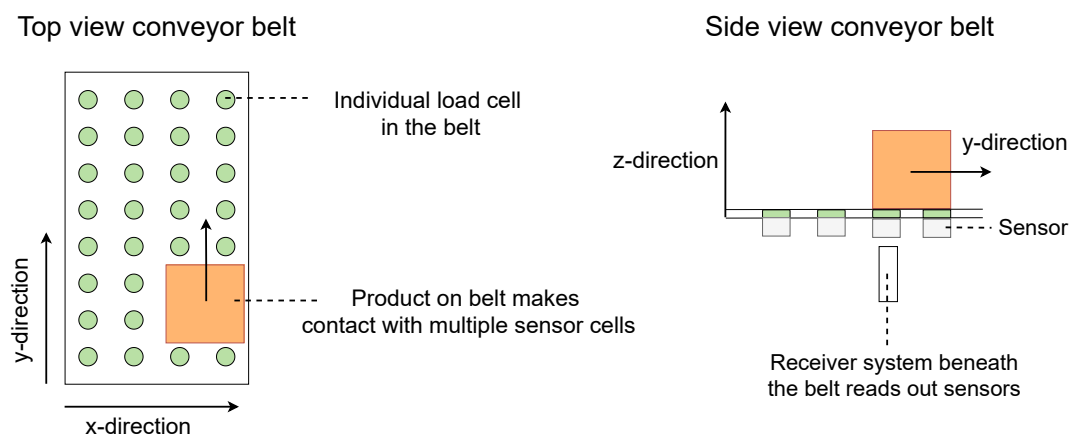 Top view conveyor belt
Individual load cell
in the belt
Product on belt makes
contact with multiple sensor cells
y-direction
x-direction
Side view conveyor belt
z-direction
y-direction
Sensor
Receiver system beneath
the belt reads out sensors